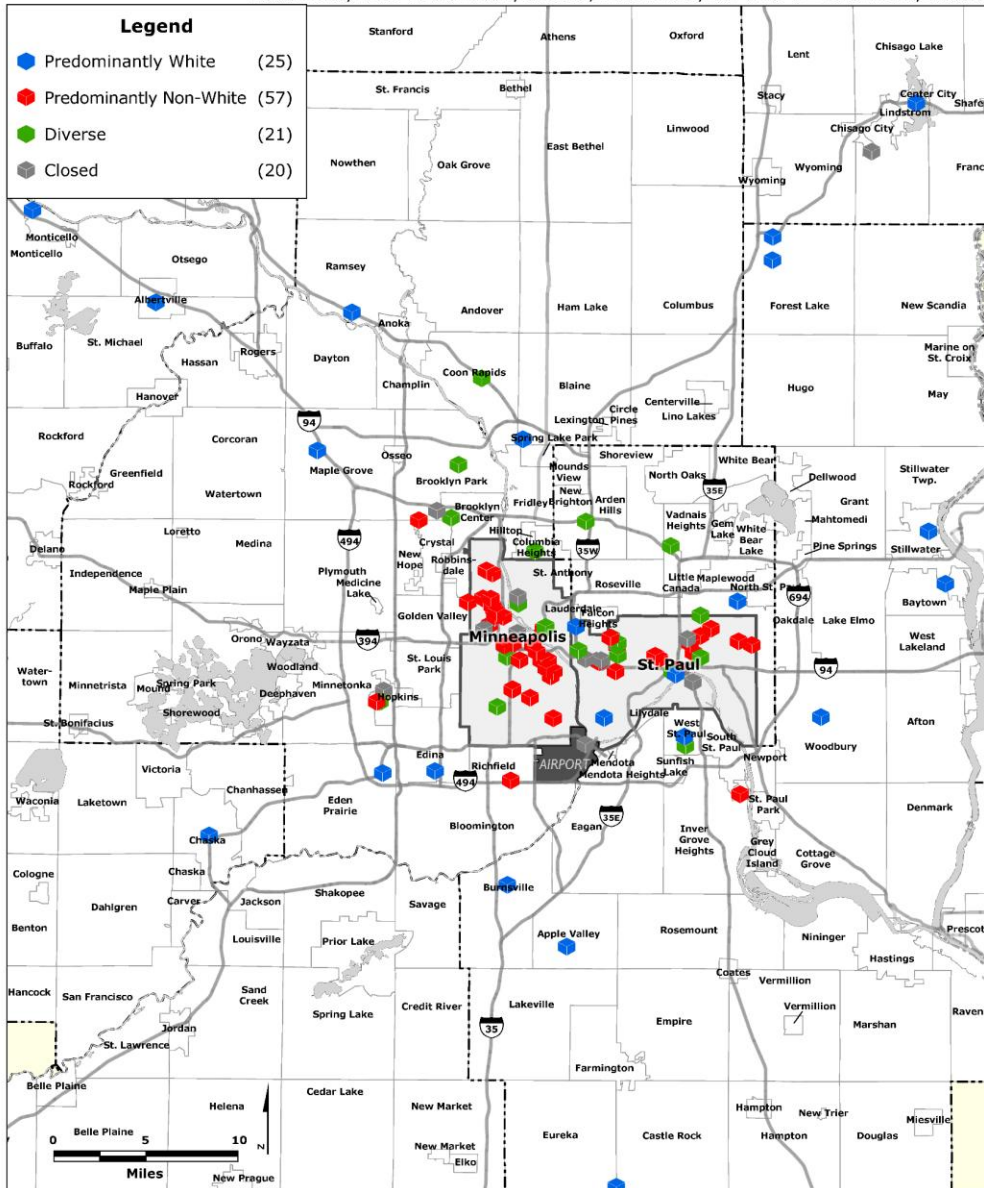 Legend
Predominantly White (25)
Predominantly Non-White (57)
Diverse (21)
Closed (20)
Stanford
Athens
Oxford
Lent
Chisago Lake
St. Francis
Bethel
Stacy
Center City
Lindstrom
Shafe
Chisago City
Linwood
Nowthen
Oak Grove
East Bethel
Wyoming
Wyoming
Franc
Monticello
Monticello
Otsego
Ramsey
Albertville
Andover
Ham Lake
Columbus
Forest Lake
New Scandia
Anoka
Buffalo
St. Michael
Hassan
Rogers
Dayton
Marine on
St. Croix
Champlin
Coon Rapids
Blaine
Hugo
May
Hanover
Centerville
Lino Lakes
Lexington
Circle
Pines
Rockford
Corcoran
94
Spring Lake Park
Maple Grove
Osseo
Shoreview
White Bear
Greenfield
Rockford
Mounds
View
North Oaks
Dellwood
Stillwater
Twp.
Brooklyn Park
35E
Grant
Watertown
New
Brighton
Arden
Hills
Fridley
Brooklyn
Center
Vadnais
Heights
Gem
Lake
White
Bear
Lake
Mahtomedi
Loretto
Medina
494
Crystal
Hilltop
Columbia
Heights
35W
Pine Springs
Stillwater
Delano
New
Hope
Robbins-
dale
St. Anthony
Independence
Maple Plain
Plymouth
Medicine
Lake
Roseville
Little
Canada
Maplewood
North St. Paul
694
Baytown
Golden Valley
Lauderdale
Falcon
Heights
Oakdale
Lake Elmo
Orono
Wayzata
394
Minneapolis
St. Paul
West
Lakeland
Water-
town
Woodland
St. Louis
Park
94
Minnetrista
Mound
Spring Park
Deephaven
Minnetonka
Shorewood
Hopkins
St. Bonifacius
Lilydale
West
St. Paul
South
St. Paul
Afton
Woodbury
Victoria
Edina
Richfield
AIRPORT
Mendota
Mendota Heights
Sunfish
Lake
Newport
Waconia
Laketown
Chanhassen
494
Eden
Prairie
St. Paul
Park
Denmark
Bloomington
Eagan
35E
Inver
Grove
Heights
Grey
Cloud
Island
Cottage
Grove
Chaska
Cologne
Chaska
Carver
Jackson
Shakopee
Burnsville
Dahlgren
Savage
Benton
Louisville
Prior Lake
Apple Valley
Rosemount
Nininger
Prescot
Hastings
Coates
Vermillion
Hancock
San Francisco
Sand
Creek
Credit River
Lakeville
Spring Lake
Vermillion
Raven
Jordan
35
Empire
Marshan
St. Lawrence
Farmington
Belle Plaine
Cedar Lake
Helena
New Market
Hampton
New Trier
Miesville
Belle Plaine
Eureka
Castle Rock
Hampton
Douglas
0 5 10
Miles
N
New Market
Elko
New Prague